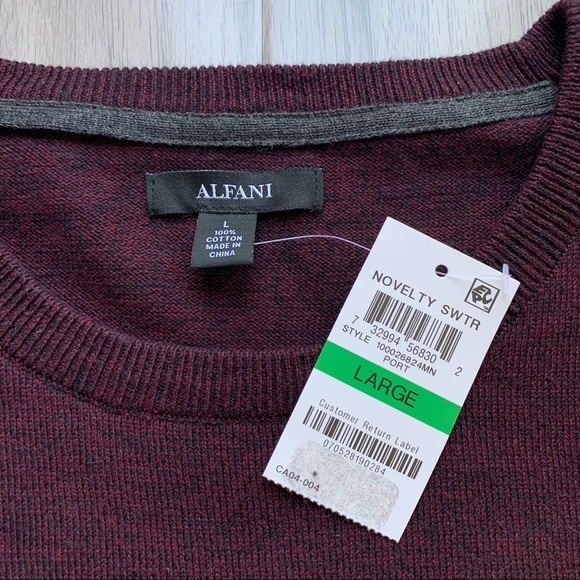 ALFANI
L
100%
COTTON
MADE IN
CHINA
NOVELTY SWTR
7 32994 56830 2
STYLE 100026824MN
PORT
LARGE
Customer Return Label
070528190284
CA04-004